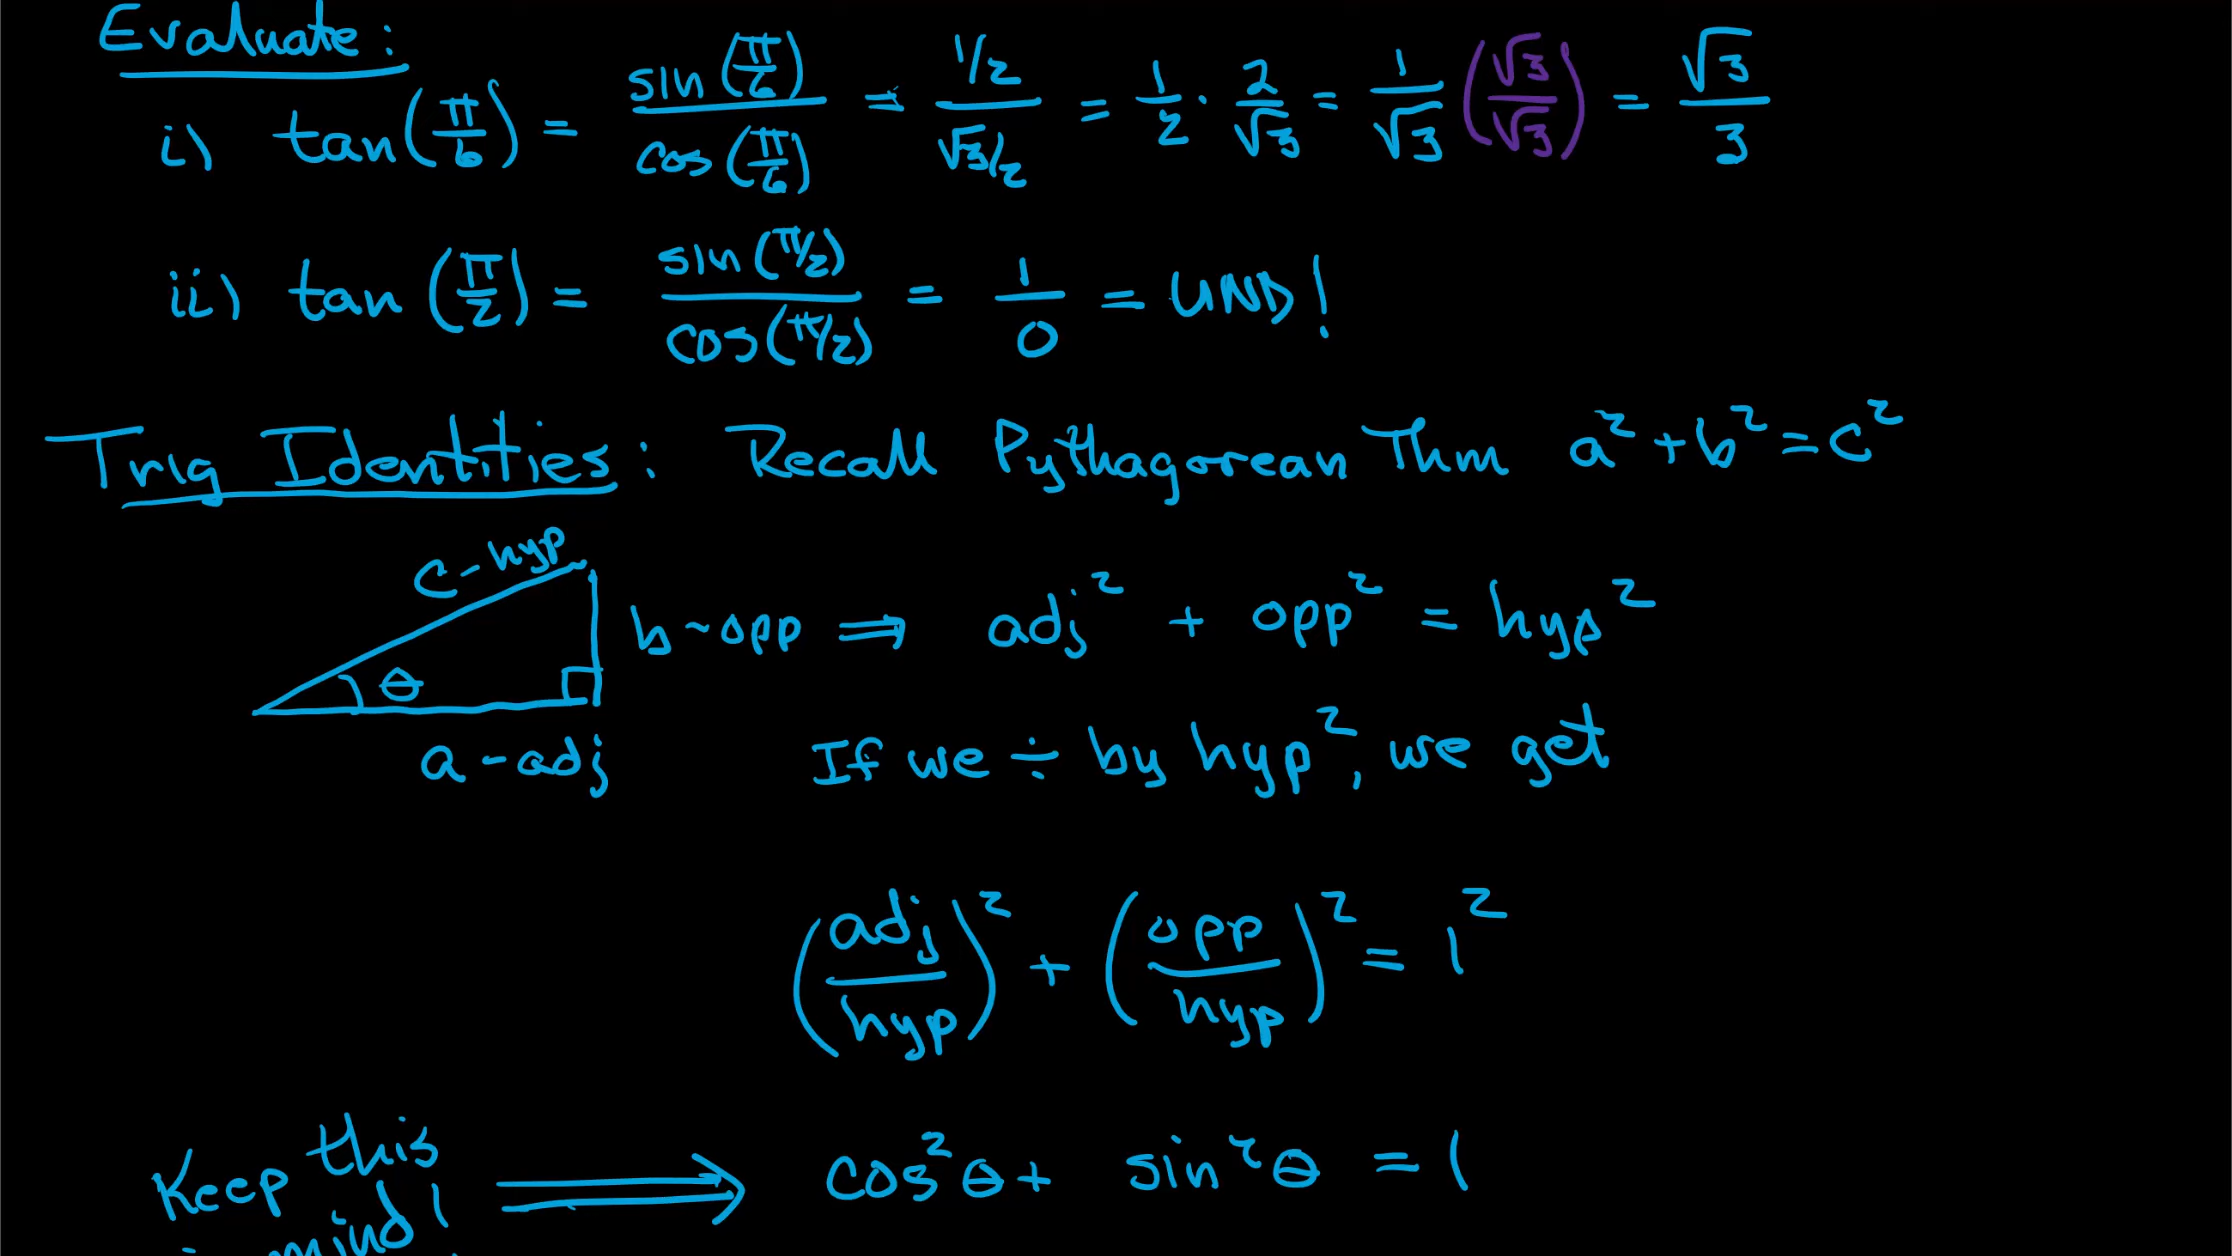 Evaluate:
i) tan(π/6) = sin(π/6)/cos(π/6) = (1/2)/(√3/2) = 1/2 · 2/√3 = 1/√3 (√3/√3) = √3/3
ii) tan(π/2) = sin(π/2)/cos(π/2) = 1/0 = UND!
Trig Identities: Recall Pythagorean Thm a² + b² = c²
c - hyp
b - opp ⟹ adj² + opp² = hyp²
θ
a - adj
If we ÷ by hyp², we get
(adj/hyp)² + (opp/hyp)² = 1²
Keep this
⟹ cos²θ + sin²θ = 1
mind!